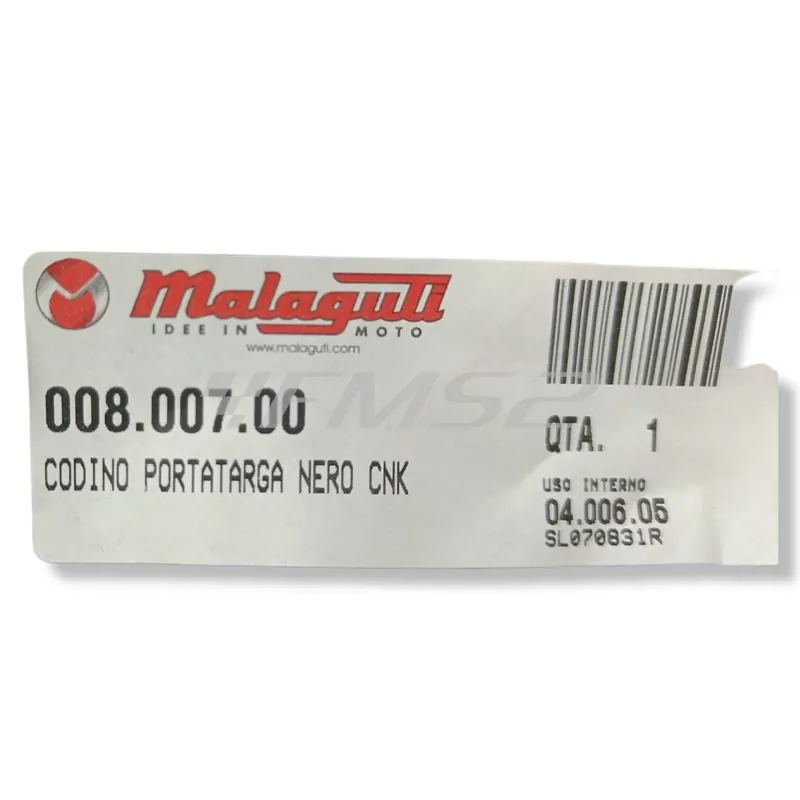 Malaguti
IDEE IN MOTO
www.malaguti.com
008.007.00
CODINO PORTATARGA NERO CNK
QTA. 1
USO INTERNO
04.006.05
SL070831R